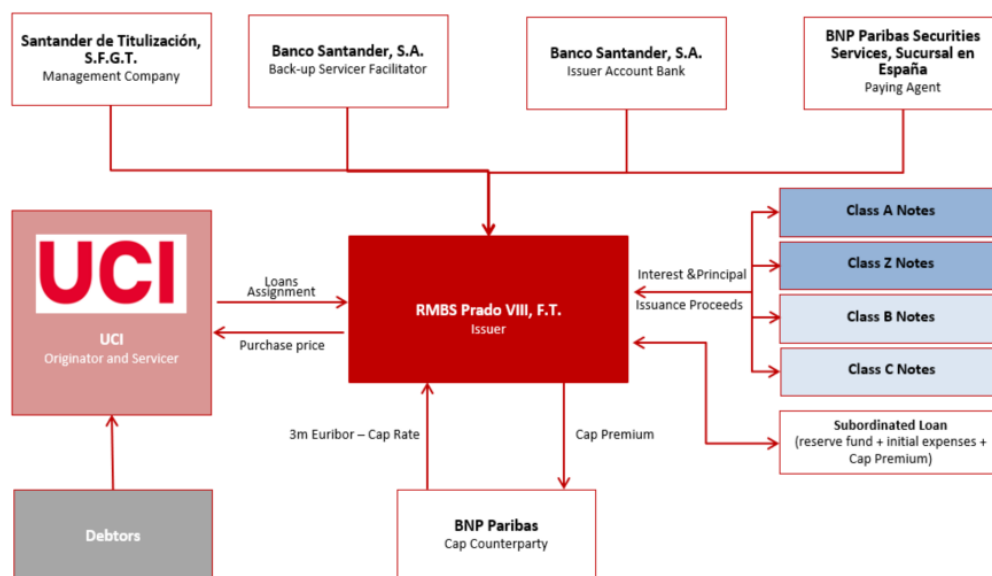 Santander de Titulización,
S.F.G.T.
Management Company
Banco Santander, S.A.
Back-up Servicer Facilitator
Banco Santander, S.A.
Issuer Account Bank
BNP Paribas Securities
Services, Sucursal en
España
Paying Agent
UCI
UCI
Originator and Servicer
Loans
Assignment
Purchase price
RMBS Prado VIII, F.T.
Issuer
Interest &Principal
Issuance Proceeds
Class A Notes
Class Z Notes
Class B Notes
Class C Notes
Subordinated Loan
(reserve fund + initial expenses +
Cap Premium)
3m Euribor – Cap Rate
Cap Premium
Debtors
BNP Paribas
Cap Counterparty